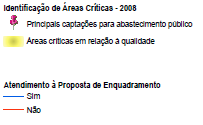 Identificação de Áreas Críticas - 2008
Principais captações para abastecimento público
Áreas críticas em relação à qualidade
Atendimento à Proposta de Enquadramento
Sim
Não